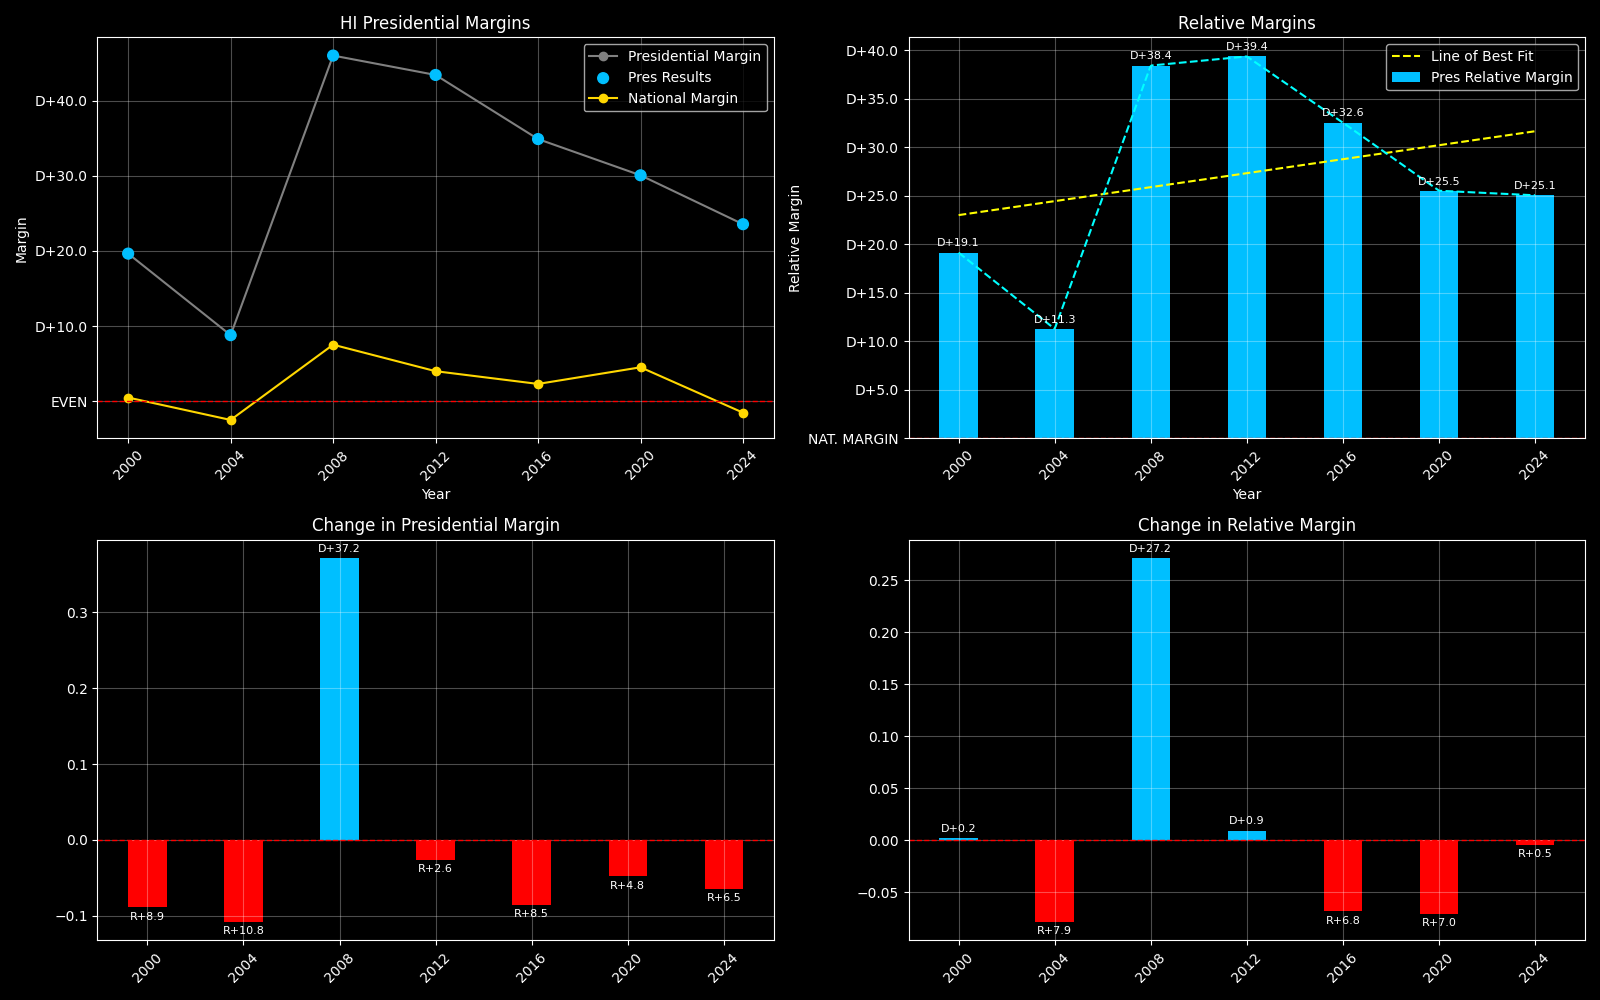 HI Presidential Margins
Presidential Margin
Pres Results
National Margin
Margin
D+40.0
D+30.0
D+20.0
D+10.0
EVEN
2000
2004
2008
2012
2016
2020
2024
Year
Relative Margins
Line of Best Fit
Pres Relative Margin
Relative Margin
D+40.0
D+35.0
D+30.0
D+25.0
D+20.0
D+15.0
D+10.0
D+5.0
NAT. MARGIN
D+19.1
D+11.3
D+38.4
D+39.4
D+32.6
D+25.5
D+25.1
2000
2004
2008
2012
2016
2020
2024
Year
Change in Presidential Margin
0.3
0.2
0.1
0.0
−0.1
R+8.9
R+10.8
D+37.2
R+2.6
R+8.5
R+4.8
R+6.5
2000
2004
2008
2012
2016
2020
2024
Change in Relative Margin
0.25
0.20
0.15
0.10
0.05
0.00
−0.05
D+0.2
R+7.9
D+27.2
D+0.9
R+6.8
R+7.0
R+0.5
2000
2004
2008
2012
2016
2020
2024